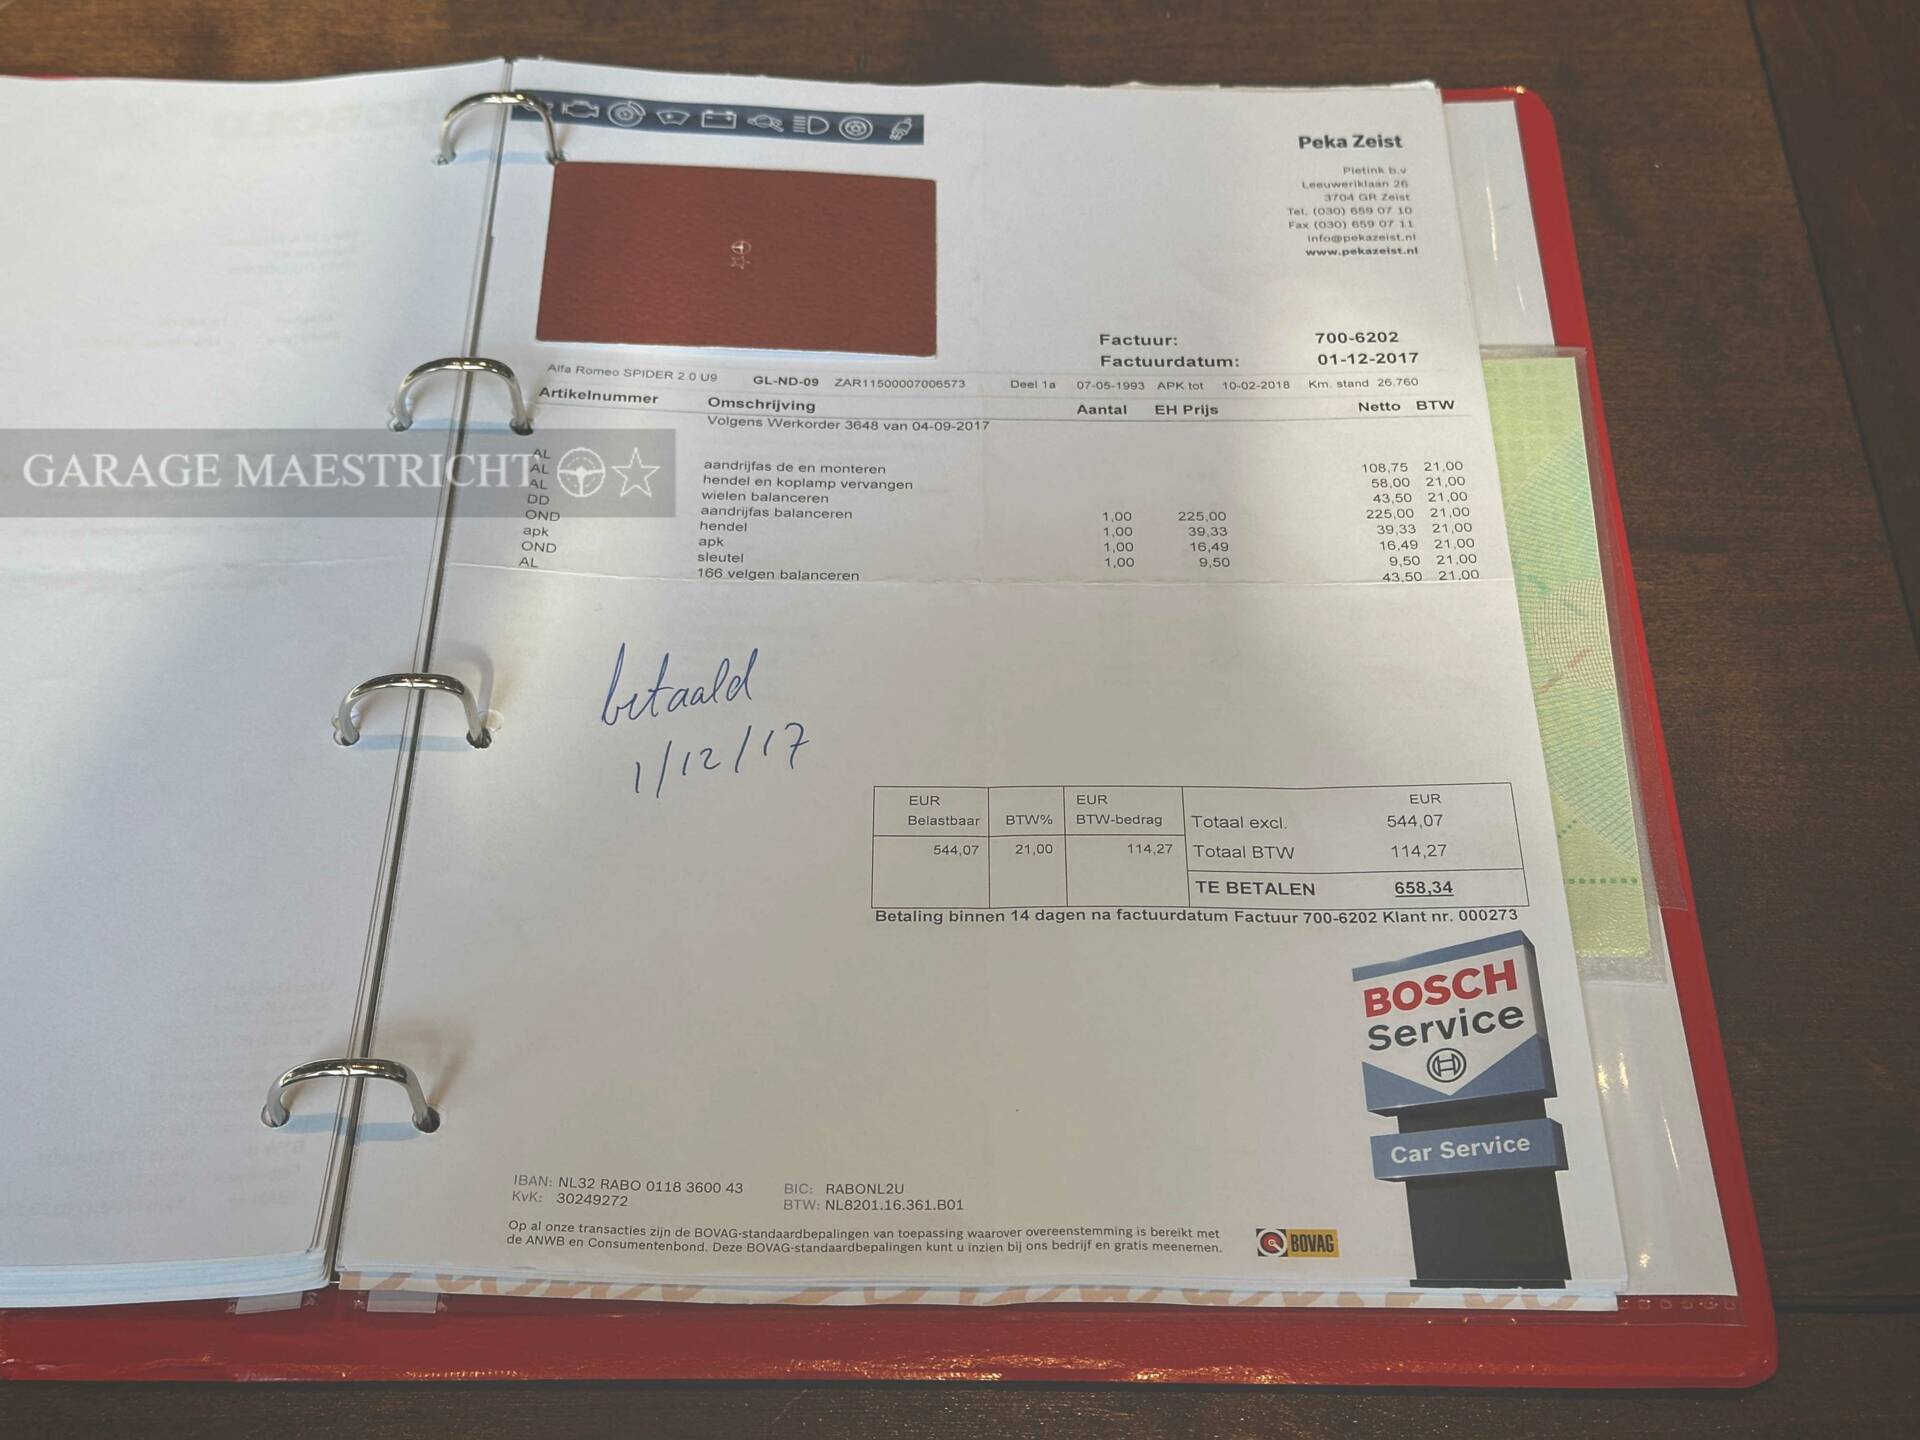 Peka Zeist
Pietink b.v
Leeuweriklaan 26
3704 GR Zeist
Tel. (030) 659 07 10
Fax (030) 659 07 11
info@pekazeist.nl
www.pekazeist.nl
Factuur: 700-6202
Factuurdatum: 01-12-2017
Alfa Romeo SPIDER 2.0 U9 GL-ND-09 ZAR11500007006573 Deel 1a 07-05-1993 APK tot 10-02-2018 Km. stand 26.760
Artikelnummer Omschrijving Aantal EH Prijs Netto BTW
Volgens Werkorder 3648 van 04-09-2017
AL aandrijfas de en monteren 108,75 21,00
AL hendel en koplamp vervangen 58,00 21,00
AL wielen balanceren 43,50 21,00
DD aandrijfas balanceren 1,00 225,00 225,00 21,00
OND hendel 1,00 39,33 39,33 21,00
apk apk 1,00 16,49 16,49 21,00
OND sleutel 1,00 9,50 9,50 21,00
AL 166 velgen balanceren 43,50 21,00
GARAGE MAESTRICHT
betaald
1/12/17
EUR EUR EUR
Belastbaar BTW% BTW-bedrag Totaal excl. 544,07
544,07 21,00 114,27 Totaal BTW 114,27
TE BETALEN 658,34
Betaling binnen 14 dagen na factuurdatum Factuur 700-6202 Klant nr. 000273
BOSCH
Service
Car Service
IBAN: NL32 RABO 0118 3600 43 BIC: RABONL2U
KvK: 30249272 BTW: NL8201.16.361.B01
Op al onze transacties zijn de BOVAG-standaardbepalingen van toepassing waarover overeenstemming is bereikt met
de ANWB en Consumentenbond. Deze BOVAG-standaardbepalingen kunt u inzien bij ons bedrijf en gratis meenemen.
BOVAG